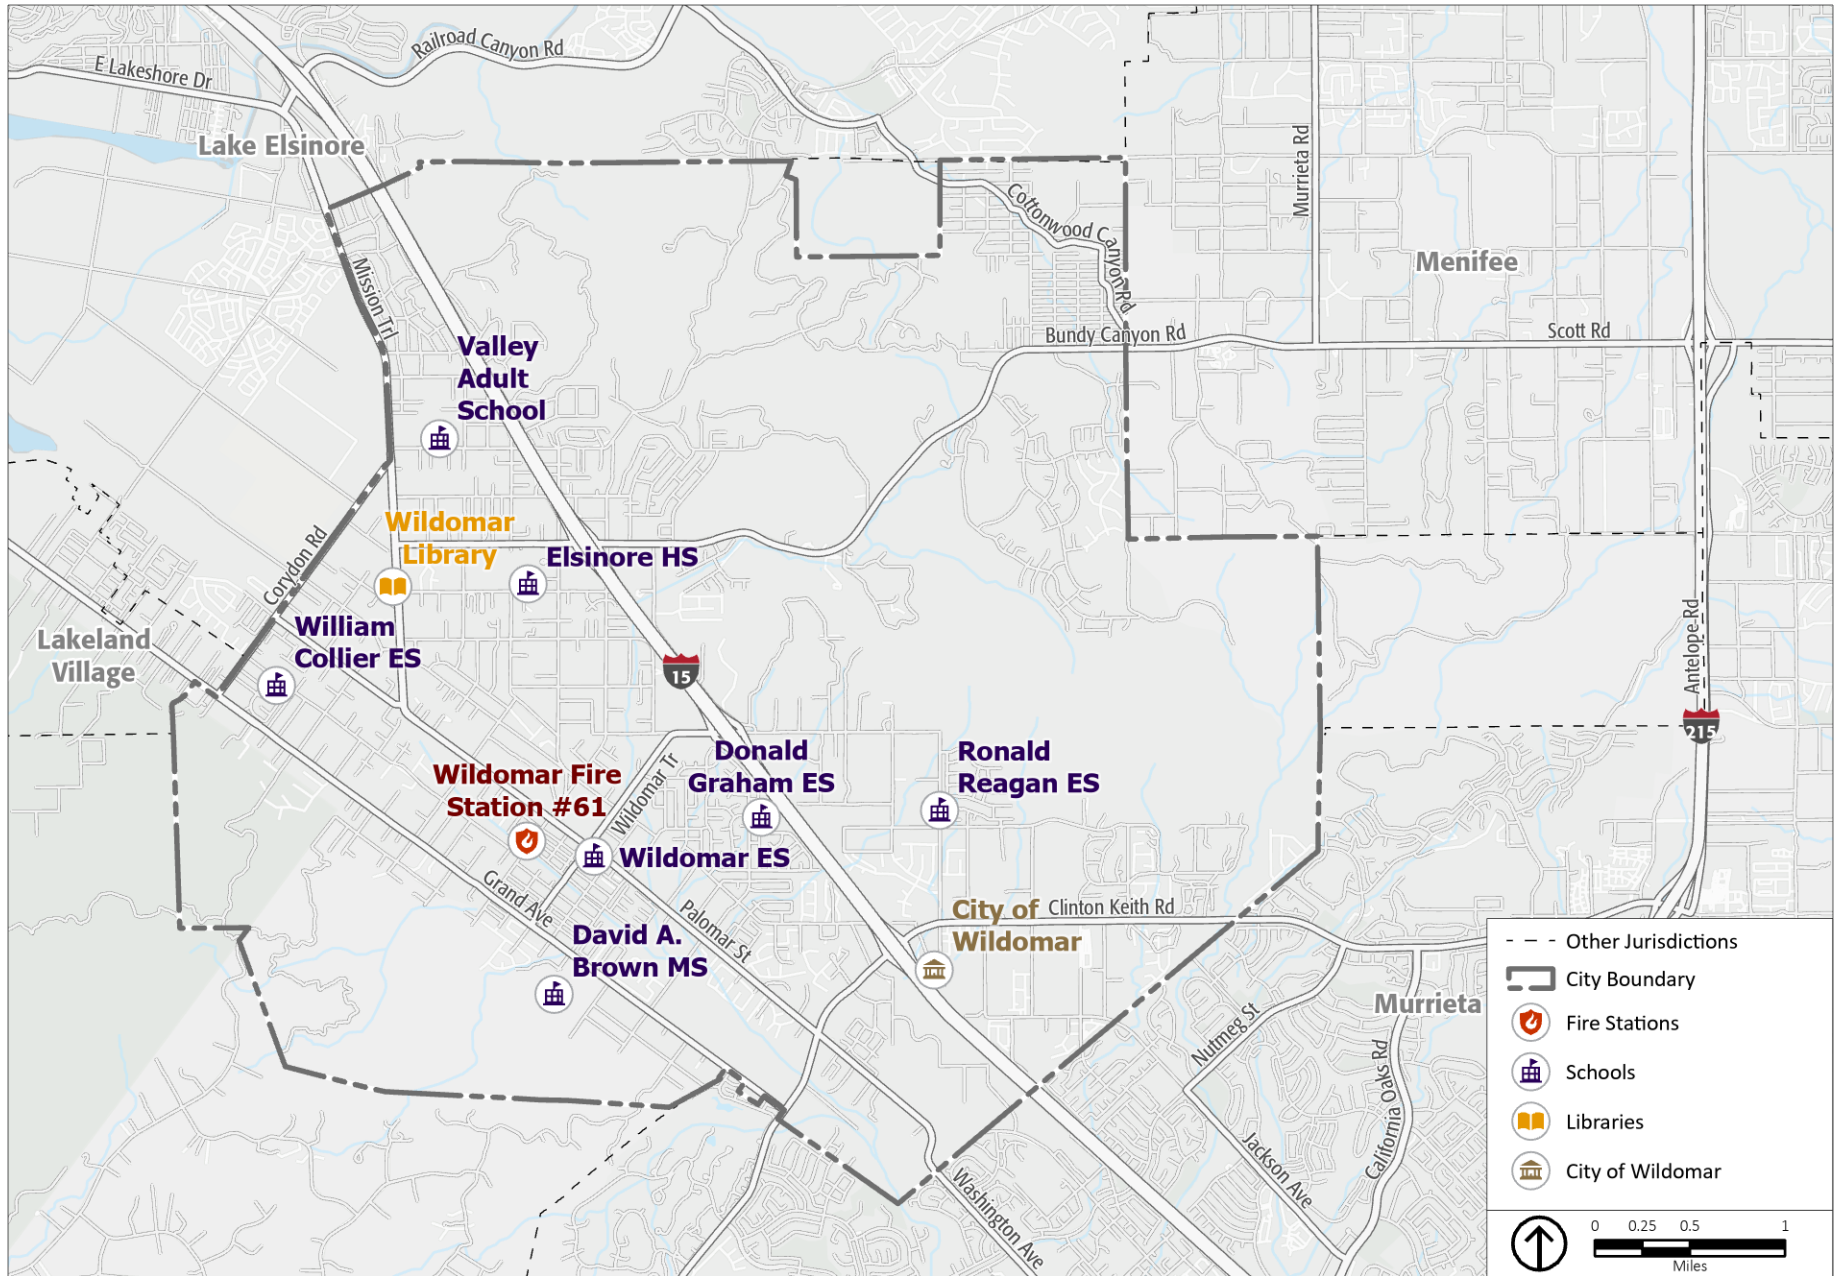 Railroad Canyon Rd
E Lakeshore Dr
Lake Elsinore
Murrieta Rd
Cottonwood Canyon Rd
Menifee
Mission Trl
Bundy Canyon Rd
Scott Rd
Valley
Adult
School
Wildomar
Library
Corydon Rd
Elsinore HS
William
Collier ES
Lakeland
Village
Antelope Rd
15
215
Donald
Graham ES
Ronald
Reagan ES
Wildomar Fire
Station #61
Wildomar Tr
Wildomar ES
Grand Ave
Palomar St
City of
Wildomar
Clinton Keith Rd
David A.
Brown MS
Murrieta
Nutmeg St
California Oaks Rd
Jackson Ave
Washington Ave
Other Jurisdictions
City Boundary
Fire Stations
Schools
Libraries
City of Wildomar
0 0.25 0.5 1
Miles